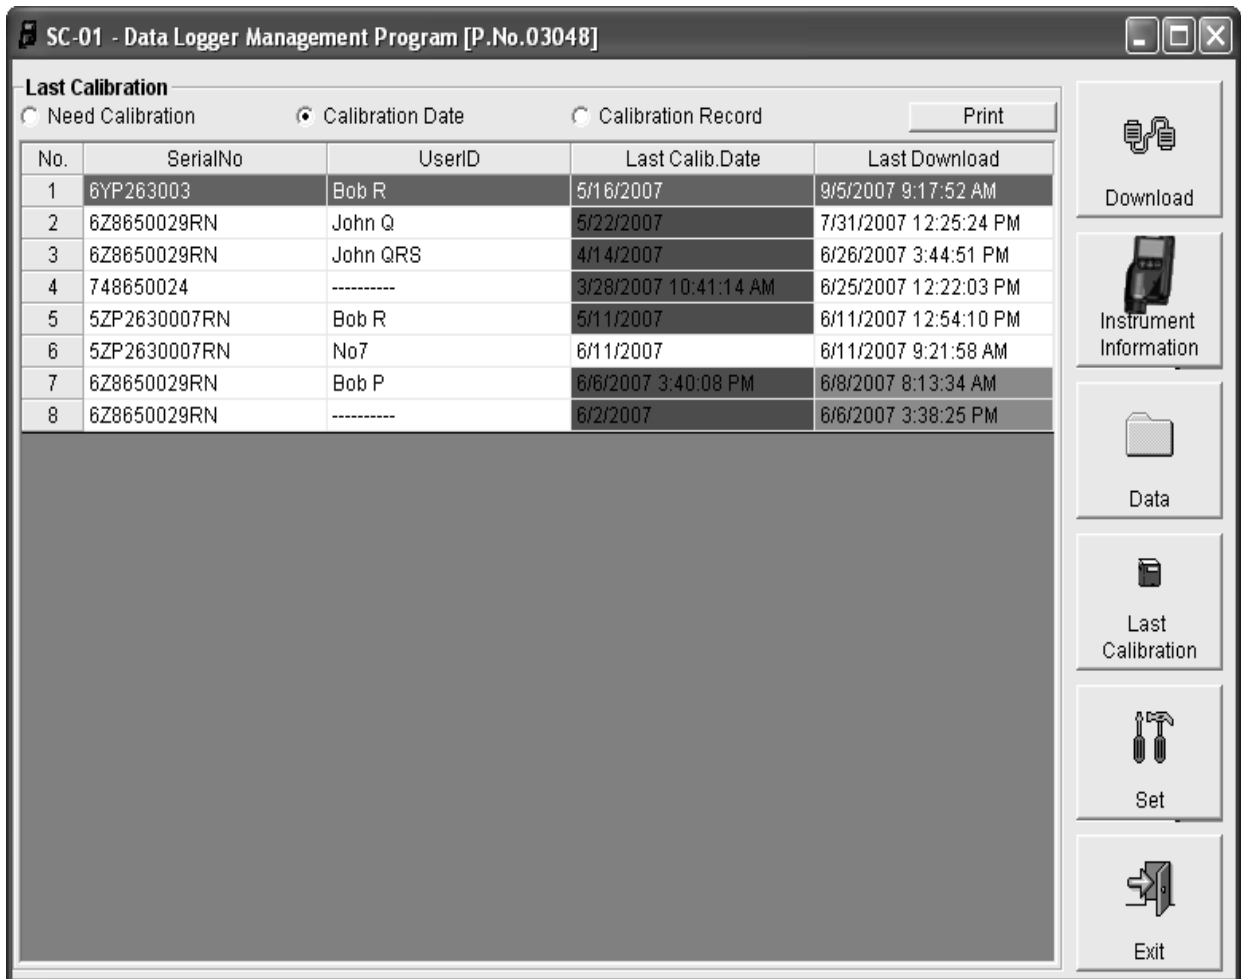 SC-01 - Data Logger Management Program [P.No.03048]
Last Calibration
Need Calibration Calibration Date Calibration Record Print
No. SerialNo UserID Last Calib.Date Last Download
1 6YP263003 Bob R 5/16/2007 9/5/2007 9:17:52 AM
2 6Z8650029RN John Q 5/22/2007 7/31/2007 12:25:24 PM
3 6Z8650029RN John QRS 4/14/2007 6/26/2007 3:44:51 PM
4 748650024 ---------- 3/28/2007 10:41:14 AM 6/25/2007 12:22:03 PM
5 5ZP2630007RN Bob R 5/11/2007 6/11/2007 12:54:10 PM
6 5ZP2630007RN No7 6/11/2007 6/11/2007 9:21:58 AM
7 6Z8650029RN Bob P 6/6/2007 3:40:08 PM 6/8/2007 8:13:34 AM
8 6Z8650029RN ---------- 6/2/2007 6/6/2007 3:38:25 PM
Download
Instrument
Information
Data
Last
Calibration
Set
Exit